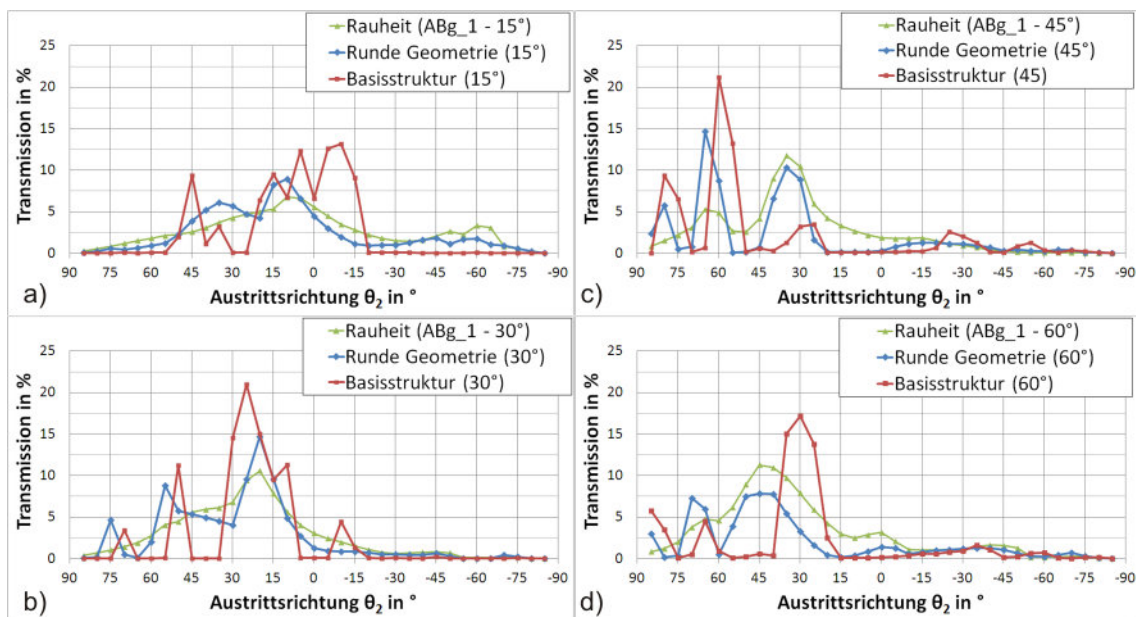 Rauheit (ABg_1 - 15°)
Runde Geometrie (15°)
Basisstruktur (15°)
Transmission in %
25
20
15
10
5
0
90 75 60 45 30 15 0 -15 -30 -45 -60 -75 -90
Austrittsrichtung θ₂ in °
a)
Rauheit (ABg_1 - 45°)
Runde Geometrie (45°)
Basisstruktur (45)
Transmission in %
25
20
15
10
5
0
90 75 60 45 30 15 0 -15 -30 -45 -60 -75 -90
Austrittsrichtung θ₂ in °
c)
Rauheit (ABg_1 - 30°)
Runde Geometrie (30°)
Basisstruktur (30°)
Transmission in %
25
20
15
10
5
0
90 75 60 45 30 15 0 -15 -30 -45 -60 -75 -90
Austrittsrichtung θ₂ in °
b)
Rauheit (ABg_1 - 60°)
Runde Geometrie (60°)
Basisstruktur (60°)
Transmission in %
25
20
15
10
5
0
90 75 60 45 30 15 0 -15 -30 -45 -60 -75 -90
Austrittsrichtung θ₂ in °
d)